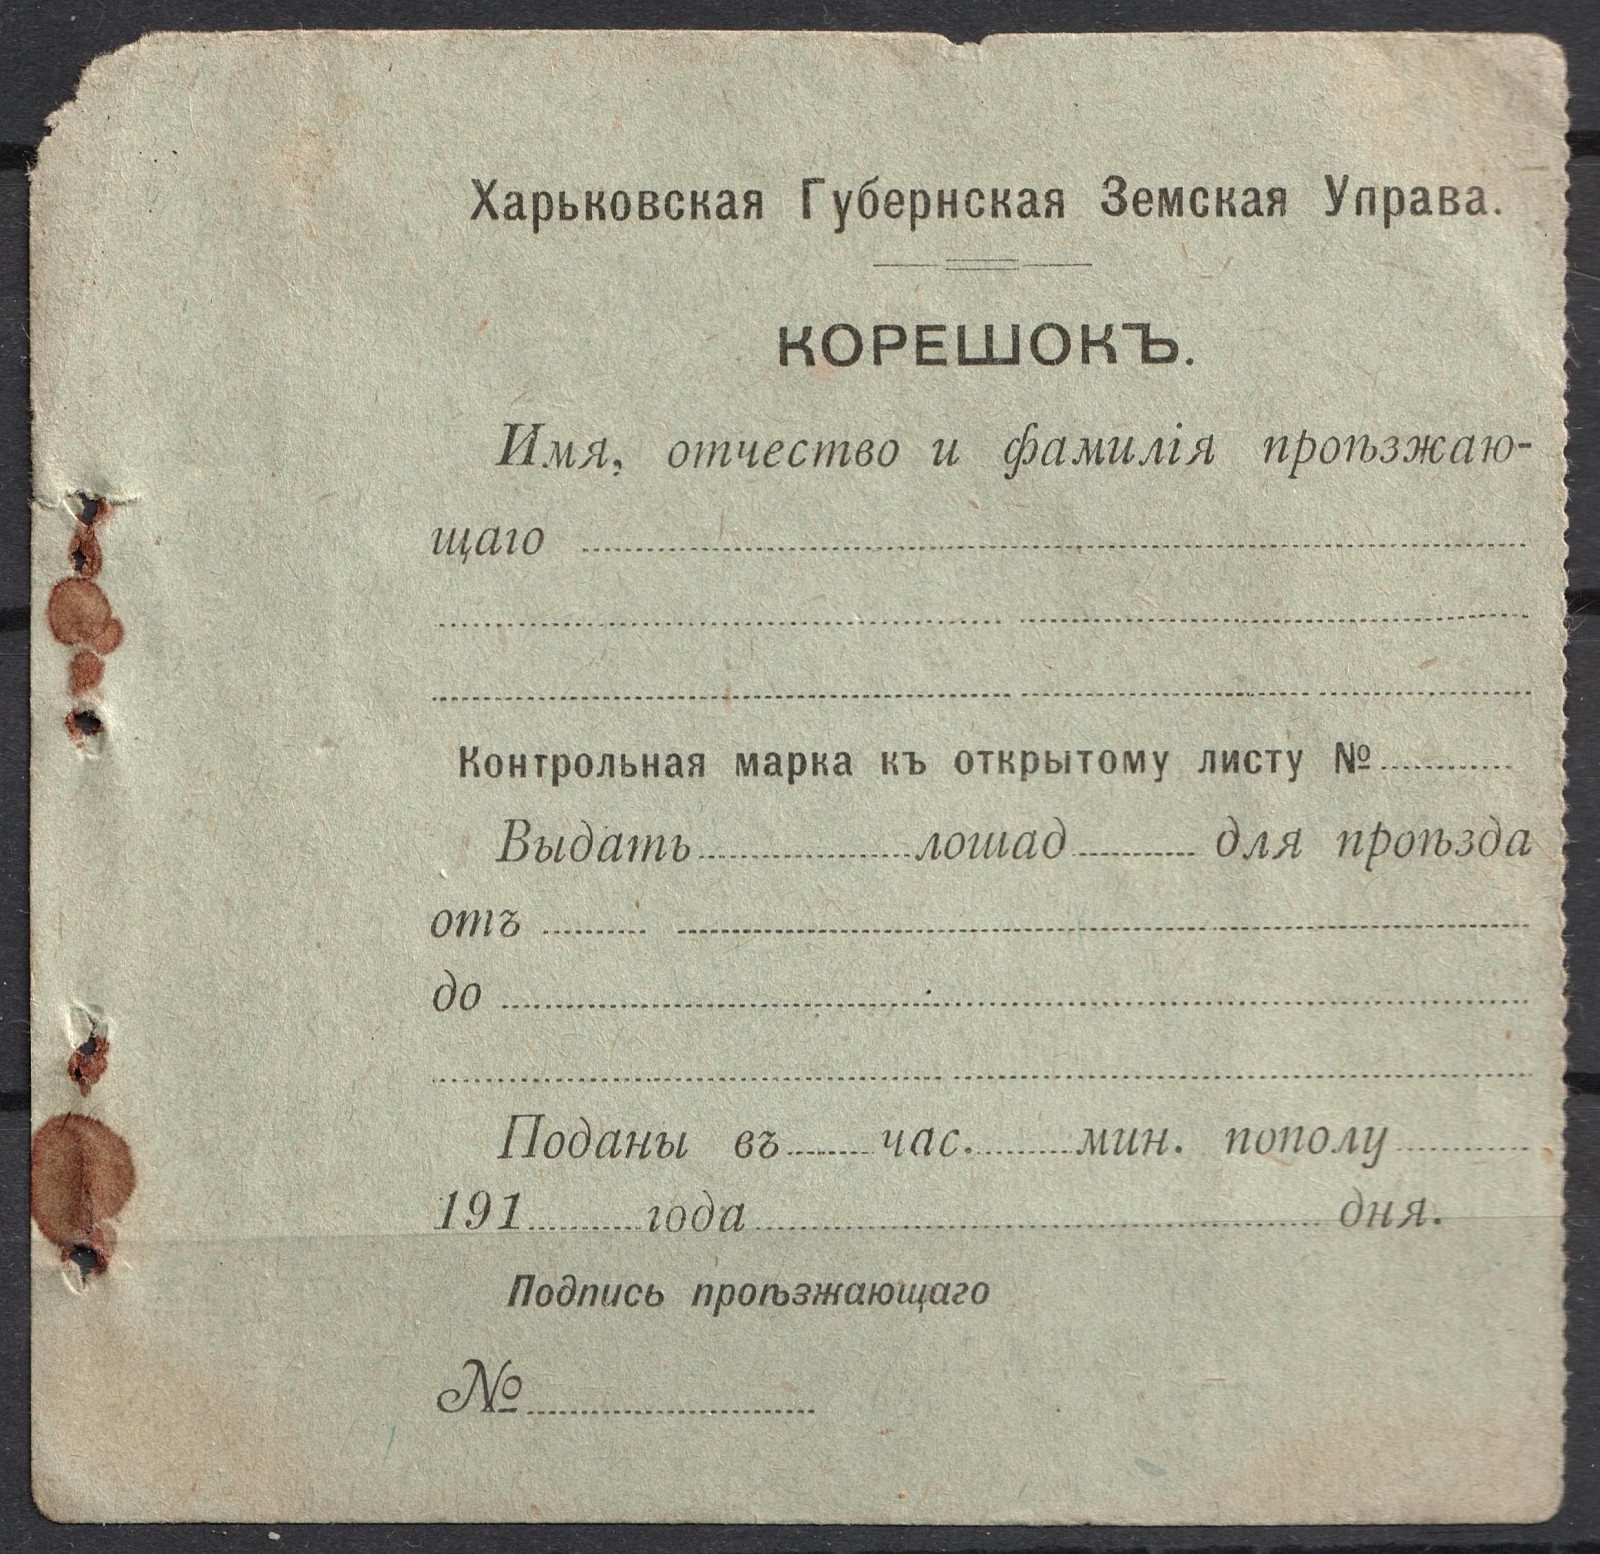 Харьковская Губернская Земская Управа.
КОРЕШОКЪ.
Имя, отчество и фамилія проѣзжаю-
щаго
Контрольная марка къ открытому листу №
Выдать лошад для проѣзда
отъ
до
Поданы въ час. мин. пополу
191 года дня.
Подпись проѣзжающаго
№